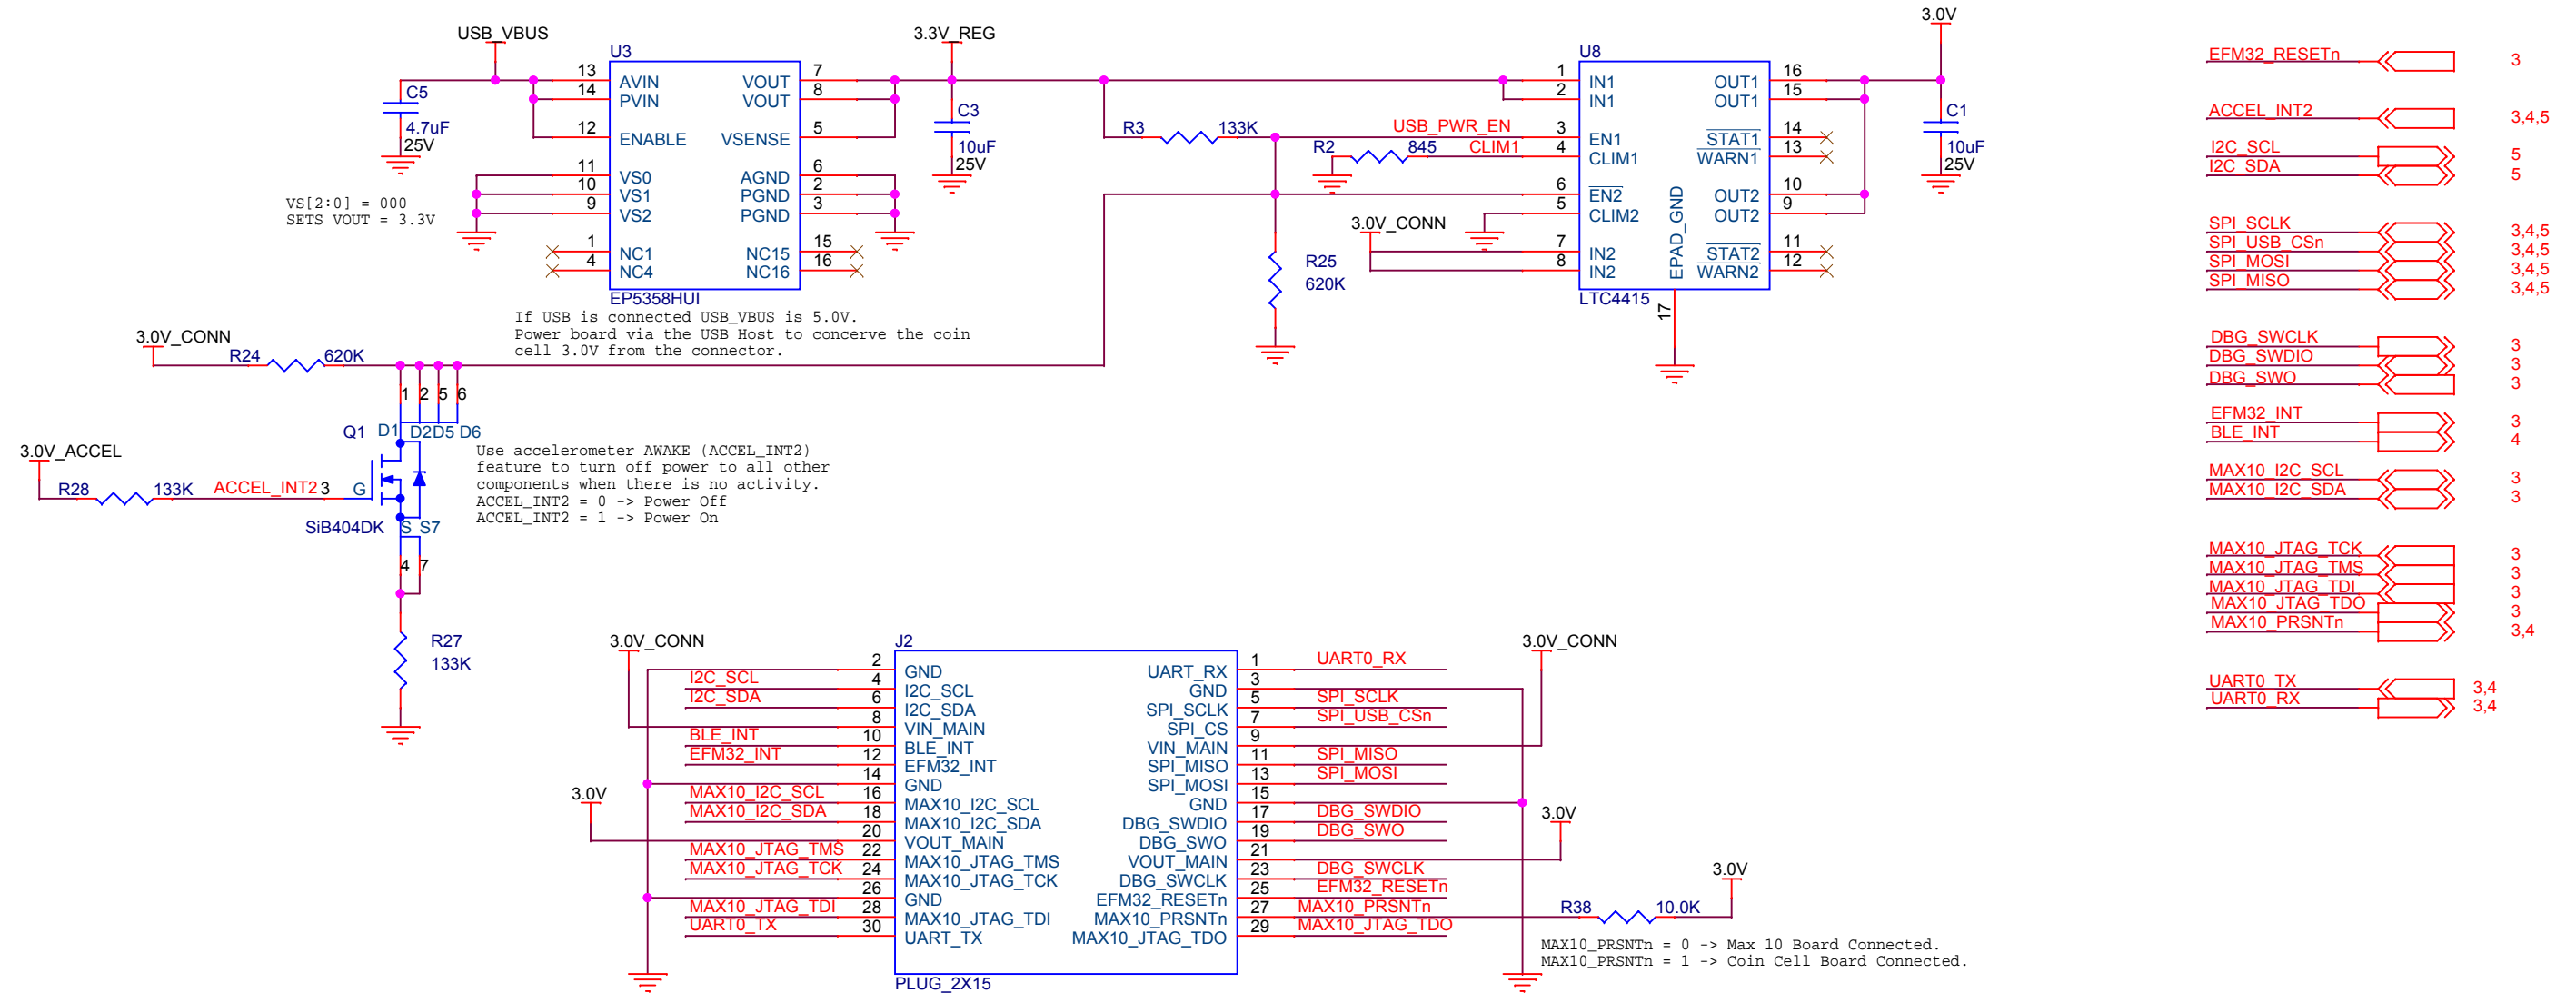 USB_VBUS
3.3V_REG
3.0V
U3
U8
C5
4.7uF
25V
13 AVIN VOUT 7
14 PVIN VOUT 8
12 ENABLE VSENSE 5
11 VS0 AGND 6
10 VS1 PGND 2
9 VS2 PGND 3
1 NC1 NC15 15
4 NC4 NC16 16
EP5358HUI
VS[2:0] = 000
SETS VOUT = 3.3V
C3
10uF
25V
R3 133K
USB_PWR_EN
R2 845
CLIM1
3.0V_CONN
R25
620K
1 IN1 OUT1 16
2 IN1 OUT1 15
3 EN1 STAT1 14
4 CLIM1 WARN1 13
6 EN2 OUT2 10
5 CLIM2 OUT2 9
7 IN2 STAT2 11
8 IN2 WARN2 12
EPAD_GND
17
LTC4415
C1
10uF
25V
If USB is connected USB_VBUS is 5.0V.
Power board via the USB Host to concerve the coin
cell 3.0V from the connector.
3.0V_CONN
R24 620K
1 2 5 6
Q1 D1 D2 D5 D6
3.0V_ACCEL
R28 133K ACCEL_INT2 3 G
SiB404DK S S7
4 7
R27
133K
Use accelerometer AWAKE (ACCEL_INT2)
feature to turn off power to all other
components when there is no activity.
ACCEL_INT2 = 0 -> Power Off
ACCEL_INT2 = 1 -> Power On
3.0V_CONN
J2
3.0V_CONN
2 GND UART_RX 1 UART0_RX
I2C_SCL 4 I2C_SCL GND 3
I2C_SDA 6 I2C_SDA SPI_SCLK 5 SPI_SCLK
8 VIN_MAIN SPI_CS 7 SPI_USB_CSn
BLE_INT 10 BLE_INT VIN_MAIN 9
EFM32_INT 12 EFM32_INT SPI_MISO 11 SPI_MISO
14 GND SPI_MOSI 13 SPI_MOSI
MAX10_I2C_SCL 16 MAX10_I2C_SCL GND 15
MAX10_I2C_SDA 18 MAX10_I2C_SDA DBG_SWDIO 17 DBG_SWDIO
3.0V
20 VOUT_MAIN DBG_SWO 19 DBG_SWO
MAX10_JTAG_TMS 22 MAX10_JTAG_TMS VOUT_MAIN 21
3.0V
MAX10_JTAG_TCK 24 MAX10_JTAG_TCK DBG_SWCLK 23 DBG_SWCLK
26 GND EFM32_RESETn 25 EFM32_RESETn
MAX10_JTAG_TDI 28 MAX10_JTAG_TDI MAX10_PRSNTn 27 MAX10_PRSNTn
UART0_TX 30 UART_TX MAX10_JTAG_TDO 29 MAX10_JTAG_TDO
PLUG_2X15
R38 10.0K
3.0V
MAX10_PRSNTn = 0 -> Max 10 Board Connected.
MAX10_PRSNTn = 1 -> Coin Cell Board Connected.
EFM32_RESETn 3
ACCEL_INT2 3,4,5
I2C_SCL 5
I2C_SDA 5
SPI_SCLK 3,4,5
SPI_USB_CSn 3,4,5
SPI_MOSI 3,4,5
SPI_MISO 3,4,5
DBG_SWCLK 3
DBG_SWDIO 3
DBG_SWO 3
EFM32_INT 3
BLE_INT 4
MAX10_I2C_SCL 3
MAX10_I2C_SDA 3
MAX10_JTAG_TCK 3
MAX10_JTAG_TMS 3
MAX10_JTAG_TDI 3
MAX10_JTAG_TDO 3
MAX10_PRSNTn 3,4
UART0_TX 3,4
UART0_RX 3,4